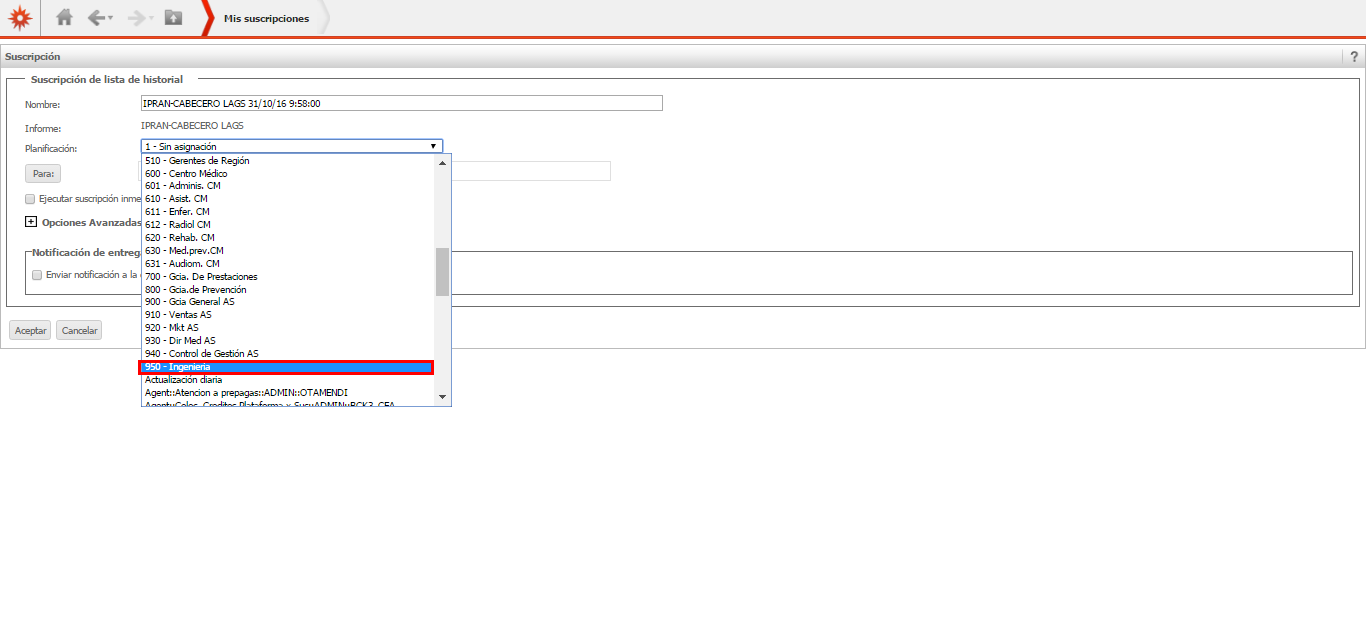 Mis suscripciones
Suscripción
?
Suscripción de lista de historial
Nombre:
IPRAN-CABECERO LAGS 31/10/16 9:58:00
Informe:
IPRAN-CABECERO LAGS
Planificación:
1 - Sin asignación
510 - Gerentes de Región
Para:
600 - Centro Médico
601 - Adminis. CM
Ejecutar suscripción inme
610 - Asist. CM
611 - Enfer. CM
Opciones Avanzadas
612 - Radiol CM
620 - Rehab. CM
Notificación de entreg
630 - Med.prev.CM
631 - Audiom. CM
Enviar notificación a la
700 - Gcia. De Prestaciones
800 - Gcia.de Prevención
900 - Gcia General AS
910 - Ventas AS
920 - Mkt AS
Aceptar Cancelar
930 - Dir Med AS
940 - Control de Gestión AS
950 - Ingenieria
Actualización diaria
Agent::Atencion a prepagas::ADMIN::OTAMENDI